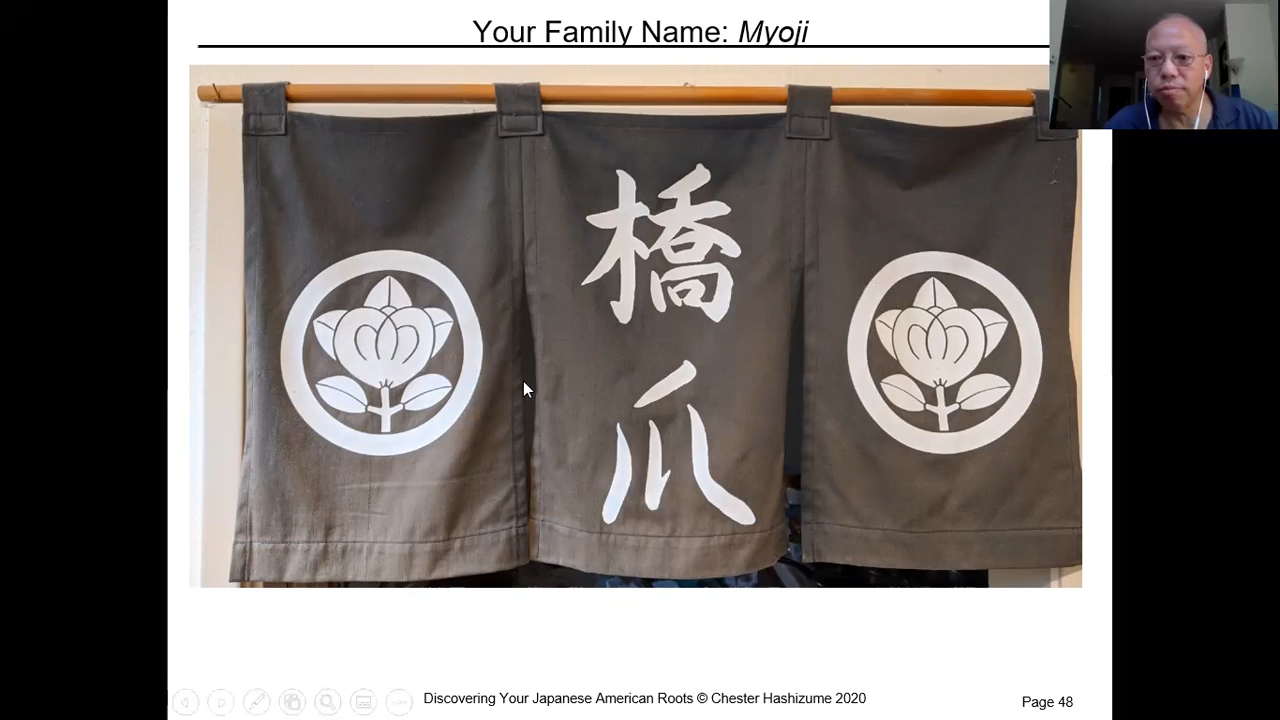 Your Family Name: Myoji
橋
爪
Discovering Your Japanese American Roots © Chester Hashizume 2020
Page 48